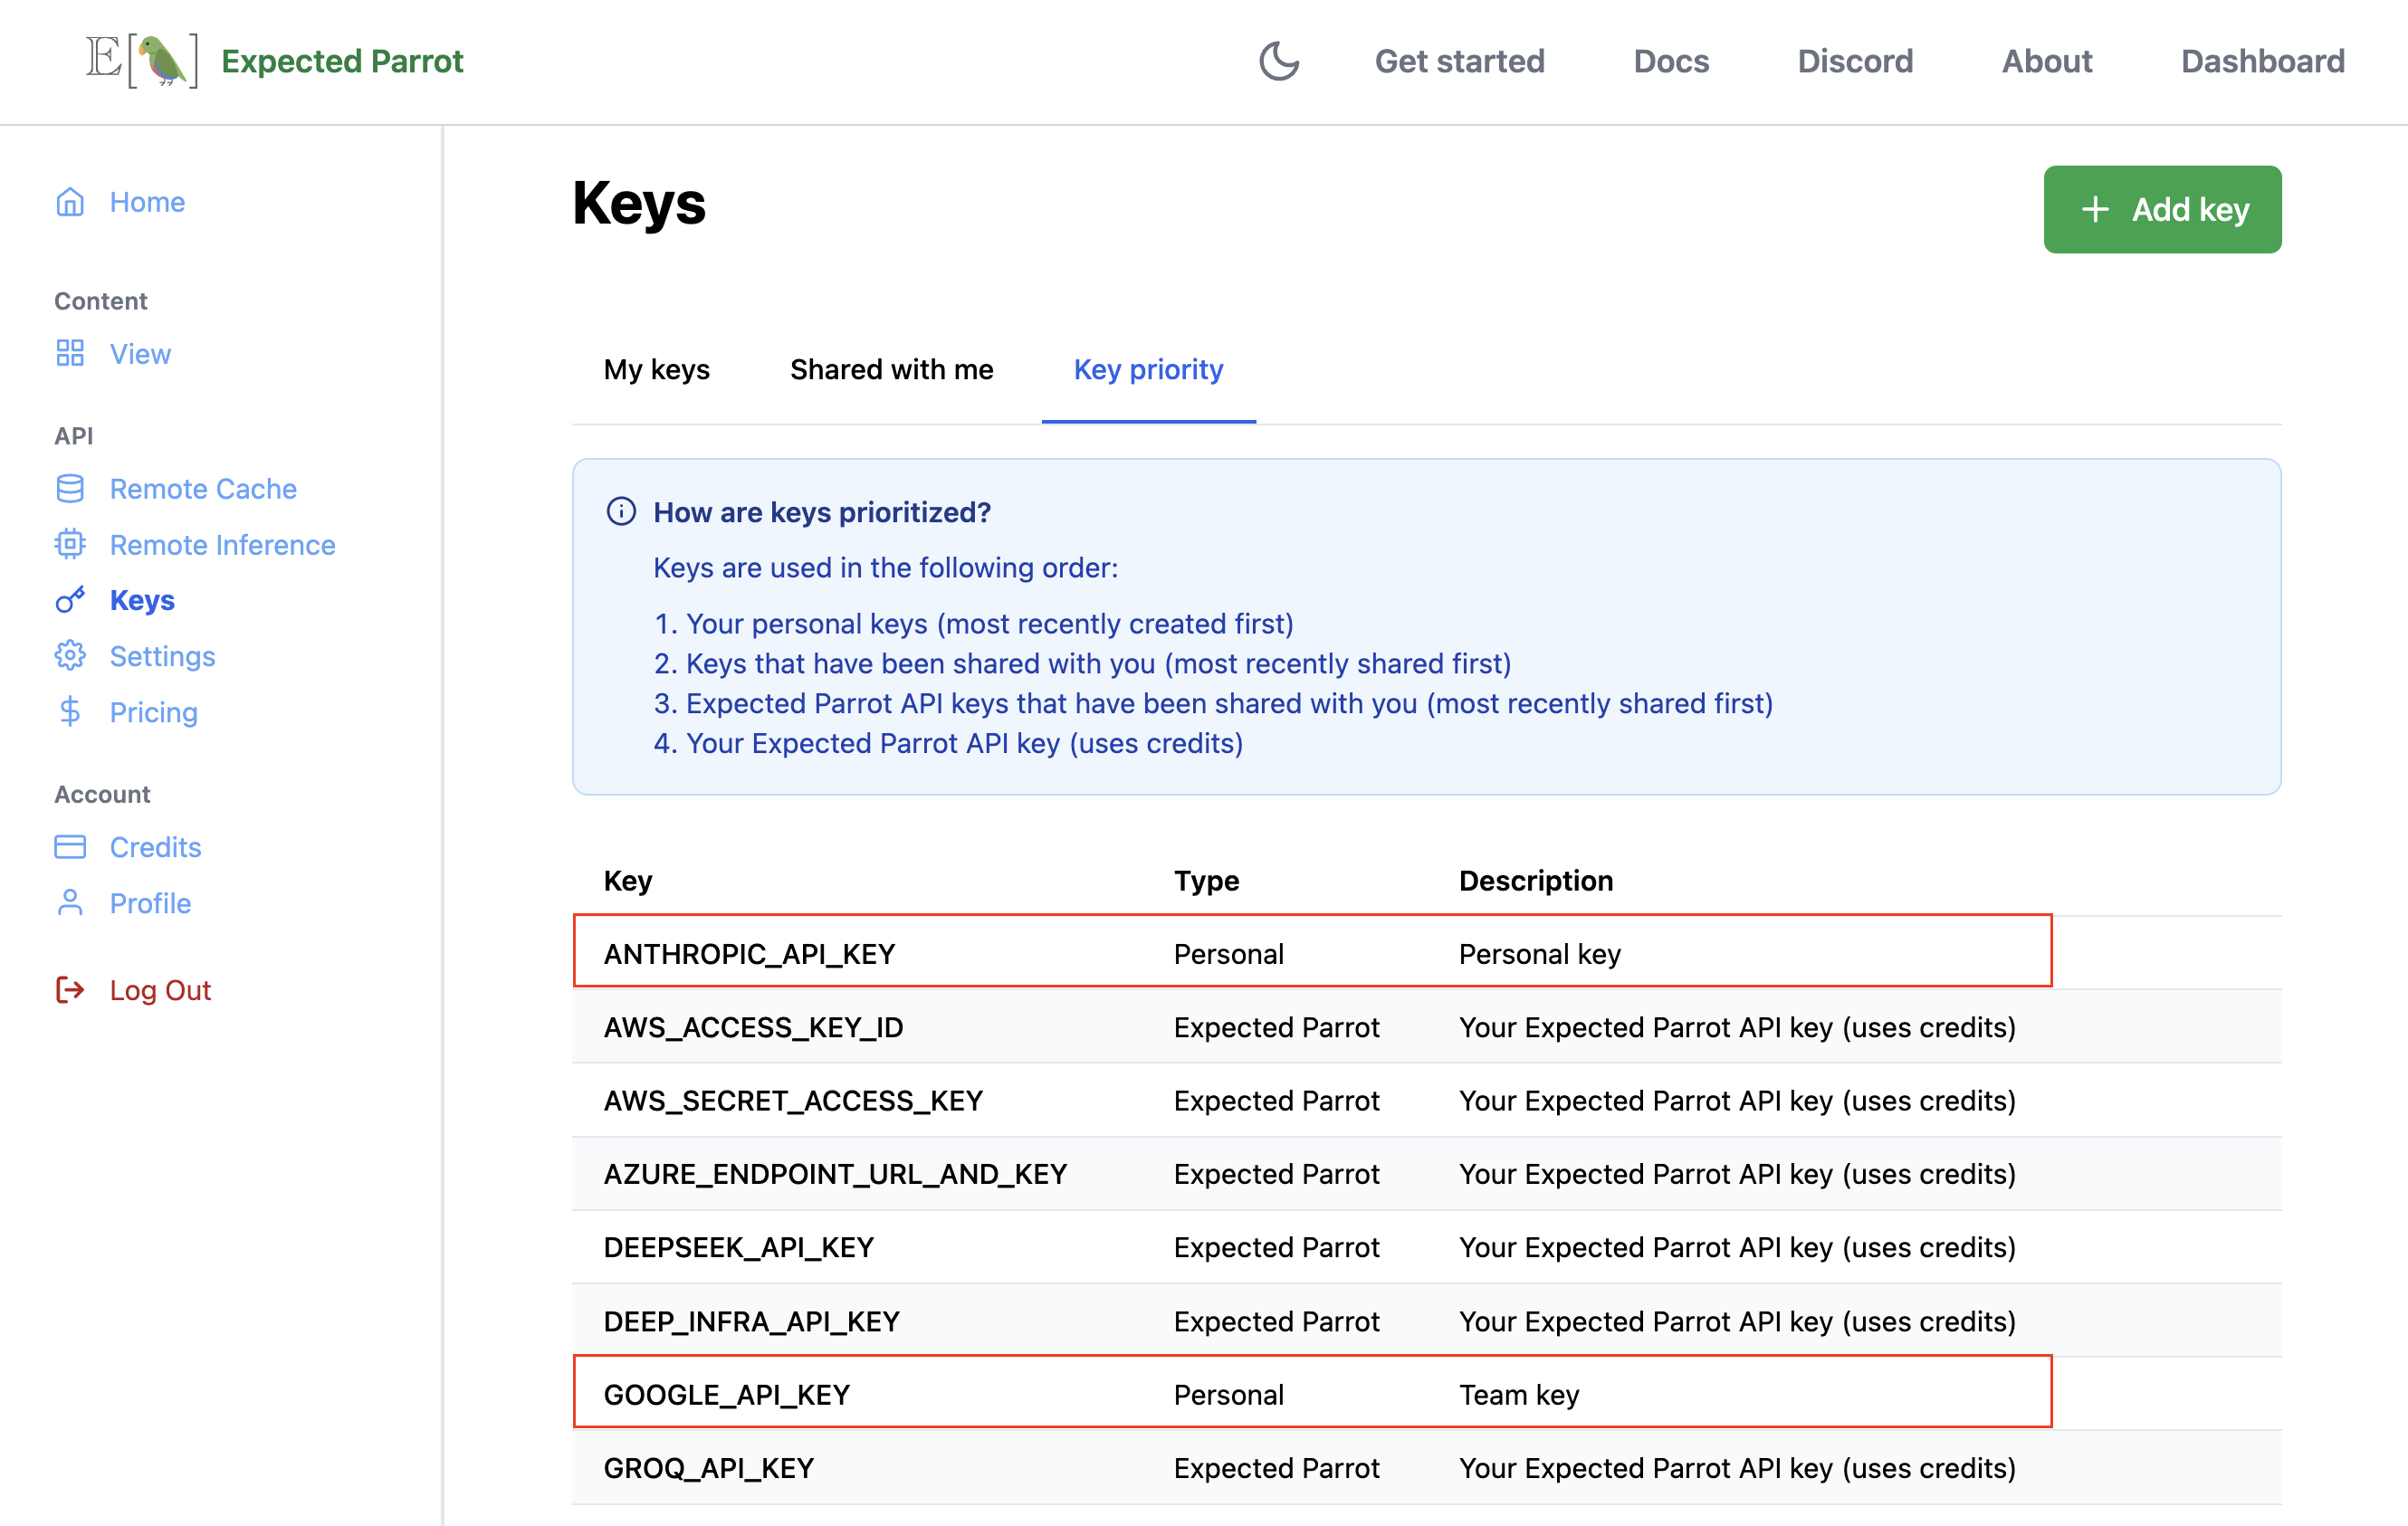 E[ ] Expected Parrot
Get started Docs Discord About Dashboard
Home
Content
View
API
Remote Cache
Remote Inference
Keys
Settings
Pricing
Account
Credits
Profile
Log Out
Keys
+ Add key
My keys Shared with me Key priority
How are keys prioritized?
Keys are used in the following order:
1. Your personal keys (most recently created first)
2. Keys that have been shared with you (most recently shared first)
3. Expected Parrot API keys that have been shared with you (most recently shared first)
4. Your Expected Parrot API key (uses credits)
Key Type Description
ANTHROPIC_API_KEY Personal Personal key
AWS_ACCESS_KEY_ID Expected Parrot Your Expected Parrot API key (uses credits)
AWS_SECRET_ACCESS_KEY Expected Parrot Your Expected Parrot API key (uses credits)
AZURE_ENDPOINT_URL_AND_KEY Expected Parrot Your Expected Parrot API key (uses credits)
DEEPSEEK_API_KEY Expected Parrot Your Expected Parrot API key (uses credits)
DEEP_INFRA_API_KEY Expected Parrot Your Expected Parrot API key (uses credits)
GOOGLE_API_KEY Personal Team key
GROQ_API_KEY Expected Parrot Your Expected Parrot API key (uses credits)